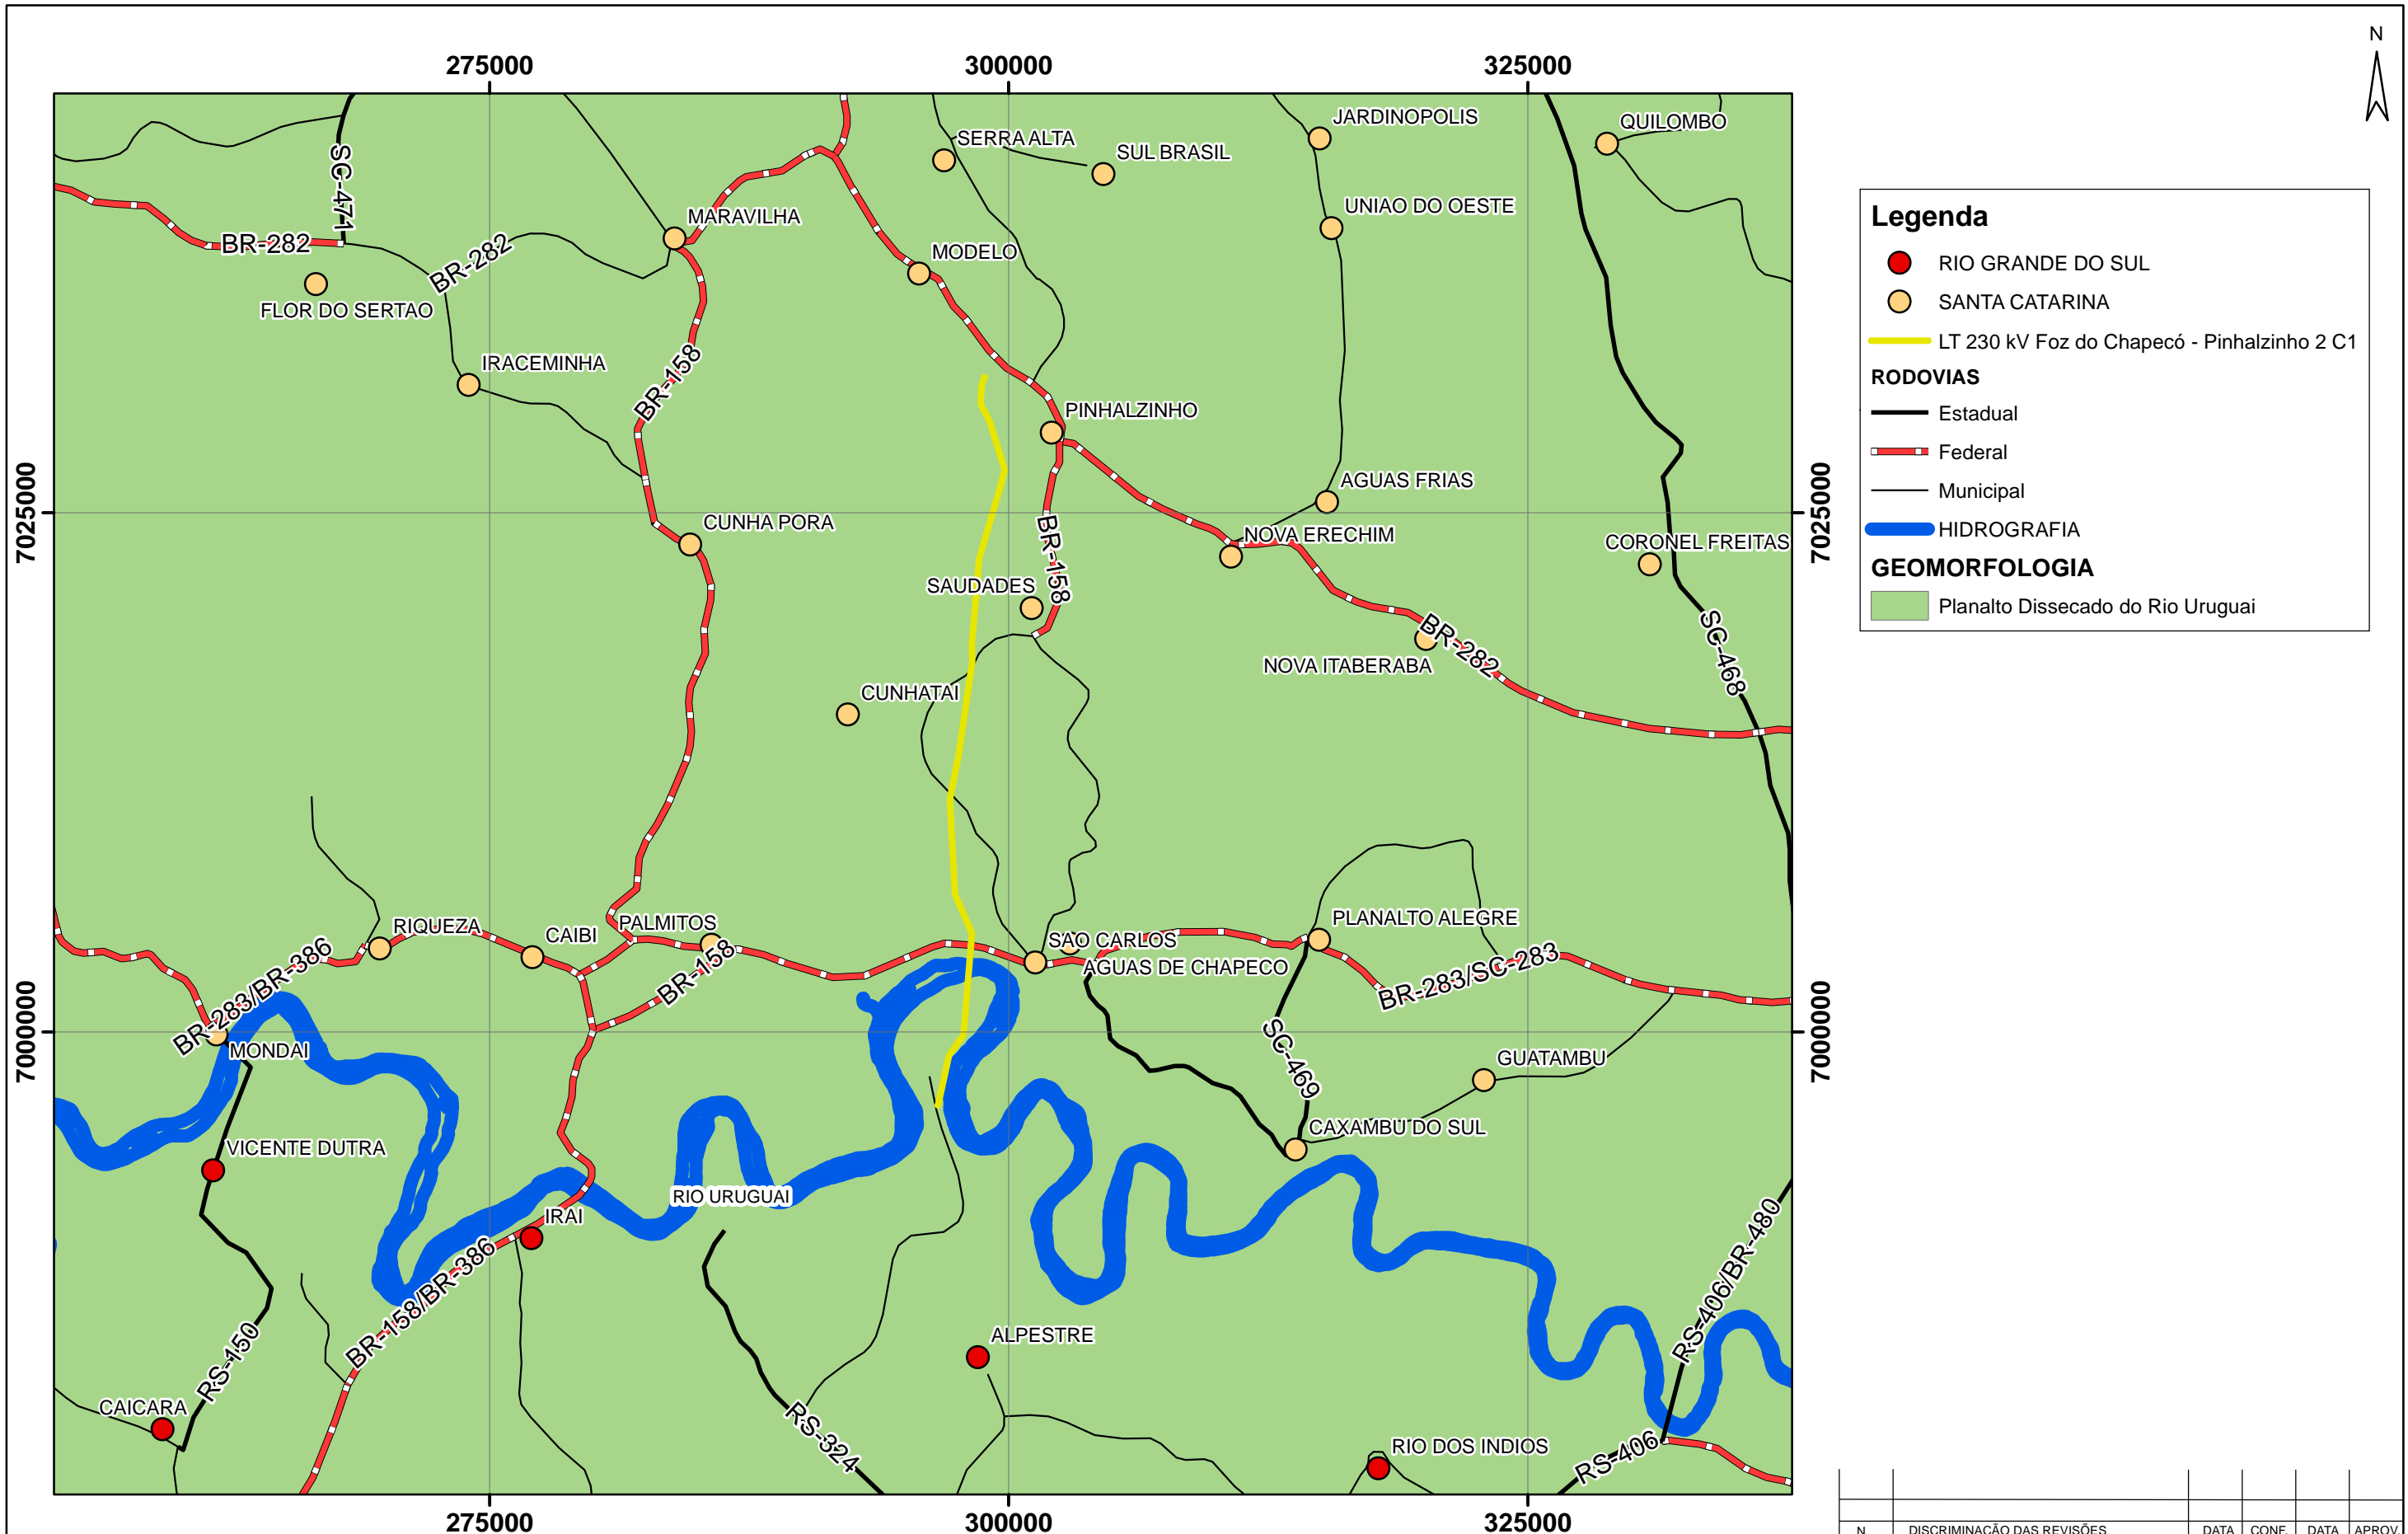 N
275000
300000
325000
JARDINOPOLIS
QUILOMBO
SERRA ALTA
SUL BRASIL
SC-471
MARAVILHA
UNIAO DO OESTE
BR-282
BR-282
MODELO
FLOR DO SERTAO
IRACEMINHA
BR-158
PINHALZINHO
AGUAS FRIAS
7025000
7025000
CUNHA PORA
NOVA ERECHIM
CORONEL FREITAS
BR-158
SAUDADES
BR-282
SC-468
NOVA ITABERABA
CUNHATAI
RIQUEZA
CAIBI
PALMITOS
SAO CARLOS
PLANALTO ALEGRE
BR-283/BR-386
BR-158
AGUAS DE CHAPECO
BR-283/SC-283
7000000
7000000
MONDAI
SC-469
GUATAMBU
CAXAMBU DO SUL
VICENTE DUTRA
RIO URUGUAI
IRAI
BR-158/BR-386
RS-406/BR-480
RS-150
ALPESTRE
CAICARA
RS-324
RIO DOS INDIOS
RS-406
275000
300000
325000
Legenda
RIO GRANDE DO SUL
SANTA CATARINA
LT 230 kV Foz do Chapecó - Pinhalzinho 2 C1
RODOVIAS
Estadual
Federal
Municipal
HIDROGRAFIA
GEOMORFOLOGIA
Planalto Dissecado do Rio Uruguai
N DISCRIMINAÇÃO DAS REVISÕES DATA CONF. DATA APROV.